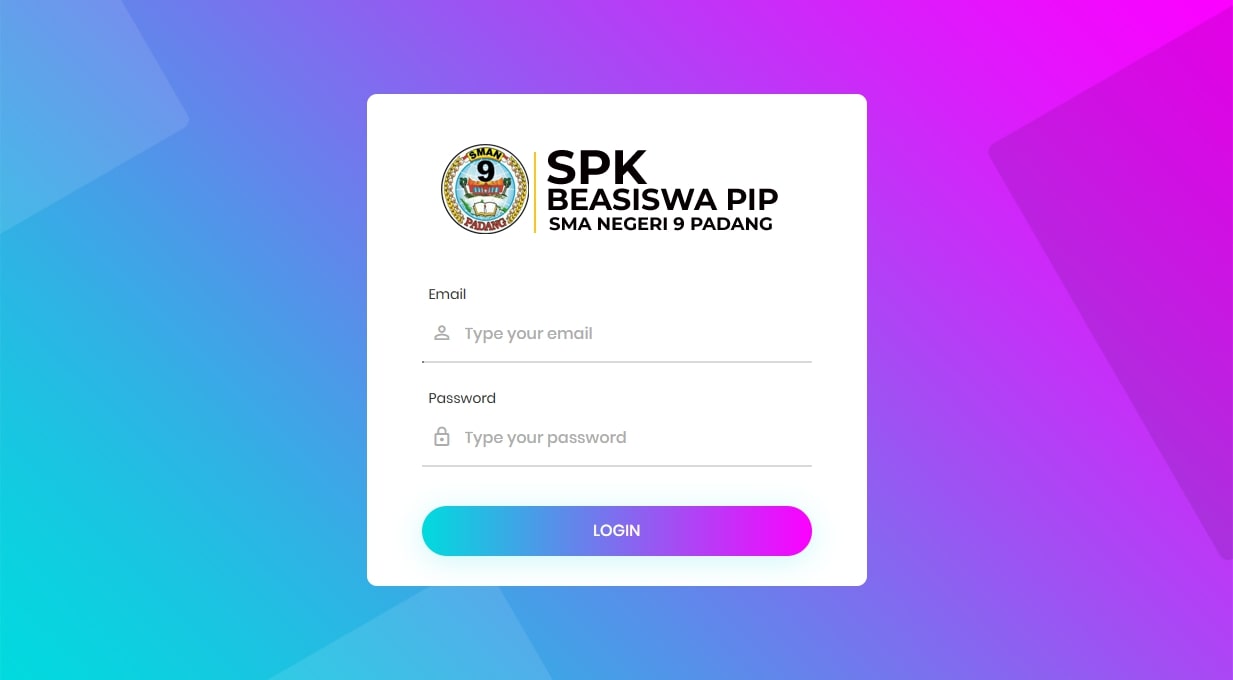 SMAN
9
PADANG
SPK
BEASISWA PIP
SMA NEGERI 9 PADANG
Email
Type your email
Password
Type your password
LOGIN